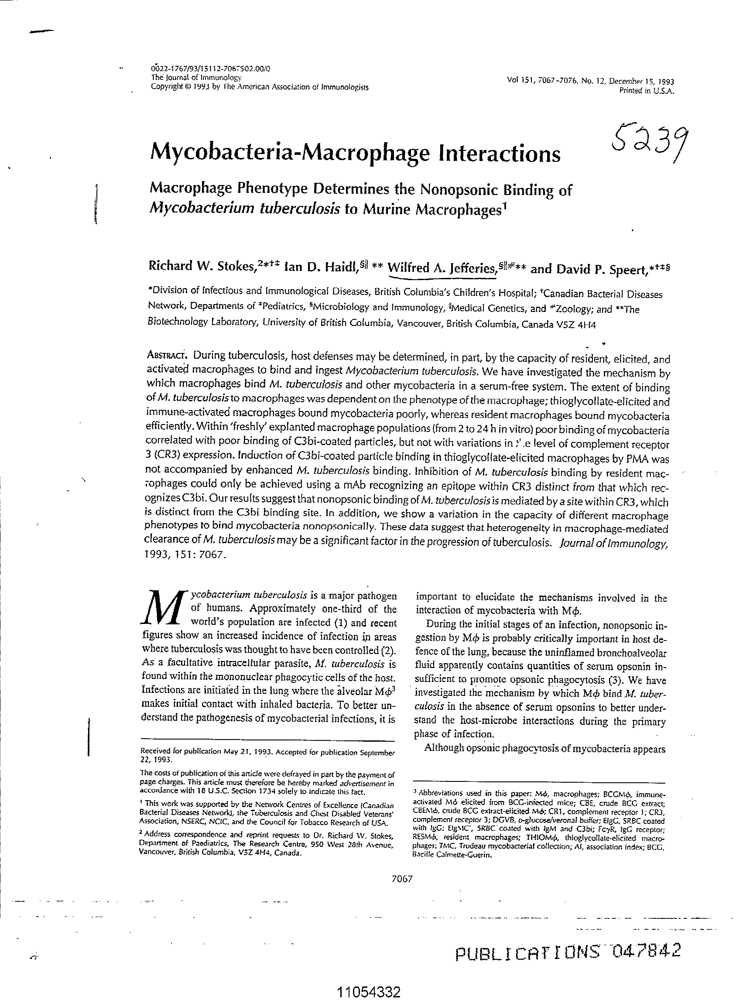 0022-1767/93/15112-7067$02.00/0
The Journal of Immunology
Copyright © 1993 by The American Association of Immunologists
Vol 151, 7067-7076, No. 12, December 15, 1993
Printed in U.S.A.
5239
Mycobacteria-Macrophage Interactions
Macrophage Phenotype Determines the Nonopsonic Binding of
Mycobacterium tuberculosis to Murine Macrophages¹
Richard W. Stokes,²*†‡ Ian D. Haidl,§‖ ** Wilfred A. Jefferies,§‖#** and David P. Speert,*†‡§
*Division of Infectious and Immunological Diseases, British Columbia's Children's Hospital; †Canadian Bacterial Diseases
Network, Departments of ‡Pediatrics, §Microbiology and Immunology, ‖Medical Genetics, and #Zoology; and **The
Biotechnology Laboratory, University of British Columbia, Vancouver, British Columbia, Canada V5Z 4H4
ABSTRACT. During tuberculosis, host defenses may be determined, in part, by the capacity of resident, elicited, and
activated macrophages to bind and ingest Mycobacterium tuberculosis. We have investigated the mechanism by
which macrophages bind M. tuberculosis and other mycobacteria in a serum-free system. The extent of binding
of M. tuberculosis to macrophages was dependent on the phenotype of the macrophage; thioglycollate-elicited and
immune-activated macrophages bound mycobacteria poorly, whereas resident macrophages bound mycobacteria
efficiently. Within 'freshly' explanted macrophage populations (from 2 to 24 h in vitro) poor binding of mycobacteria
correlated with poor binding of C3bi-coated particles, but not with variations in the level of complement receptor
3 (CR3) expression. Induction of C3bi-coated particle binding in thioglycollate-elicited macrophages by PMA was
not accompanied by enhanced M. tuberculosis binding. Inhibition of M. tuberculosis binding by resident mac-
rophages could only be achieved using a mAb recognizing an epitope within CR3 distinct from that which rec-
ognizes C3bi. Our results suggest that nonopsonic binding of M. tuberculosis is mediated by a site within CR3, which
is distinct from the C3bi binding site. In addition, we show a variation in the capacity of different macrophage
phenotypes to bind mycobacteria nonopsonically. These data suggest that heterogeneity in macrophage-mediated
clearance of M. tuberculosis may be a significant factor in the progression of tuberculosis. Journal of Immunology,
1993, 151: 7067.
Mycobacterium tuberculosis is a major pathogen
of humans. Approximately one-third of the
world's population are infected (1) and recent
figures show an increased incidence of infection in areas
where tuberculosis was thought to have been controlled (2).
As a facultative intracellular parasite, M. tuberculosis is
found within the mononuclear phagocytic cells of the host.
Infections are initiated in the lung where the alveolar Mϕ³
makes initial contact with inhaled bacteria. To better un-
derstand the pathogenesis of mycobacterial infections, it is
Received for publication May 21, 1993. Accepted for publication September
22, 1993.
The costs of publication of this article were defrayed in part by the payment of
page charges. This article must therefore be hereby marked advertisement in
accordance with 18 U.S.C. Section 1734 solely to indicate this fact.
¹ This work was supported by the Network Centres of Excellence (Canadian
Bacterial Diseases Network), the Tuberculosis and Chest Disabled Veterans'
Association, NSERC, NCIC, and the Council for Tobacco Research of USA.
² Address correspondence and reprint requests to Dr. Richard W. Stokes,
Department of Paediatrics, The Research Centre, 950 West 28th Avenue,
Vancouver, British Columbia, V5Z 4H4, Canada.
important to elucidate the mechanisms involved in the
interaction of mycobacteria with Mϕ.
During the initial stages of an infection, nonopsonic in-
gestion by Mϕ is probably critically important in host de-
fence of the lung, because the uninflamed bronchoalveolar
fluid apparently contains quantities of serum opsonin in-
sufficient to promote opsonic phagocytosis (3). We have
investigated the mechanism by which Mϕ bind M. tuber-
culosis in the absence of serum opsonins to better under-
stand the host-microbe interactions during the primary
phase of infection.
Although opsonic phagocytosis of mycobacteria appears
³ Abbreviations used in this paper: Mϕ, macrophages; BCGMϕ, immune-
activated Mϕ elicited from BCG-infected mice; CBE, crude BCG extract;
CBEMϕ, crude BCG extract-elicited Mϕ; CR1, complement receptor 1; CR3,
complement receptor 3; DGVB, D-glucose/veronal buffer; EIgG, SRBC coated
with IgG; EIgMC', SRBC coated with IgM and C3bi; FcγR, IgG receptor;
RESMϕ, resident macrophages; THIOMϕ, thioglycollate-elicited macro-
phages; TMC, Trudeau mycobacterial collection; AI, association index; BCG,
Bacille Calmette-Guerin.
7067
PUBLICATIONS 047842
11054332